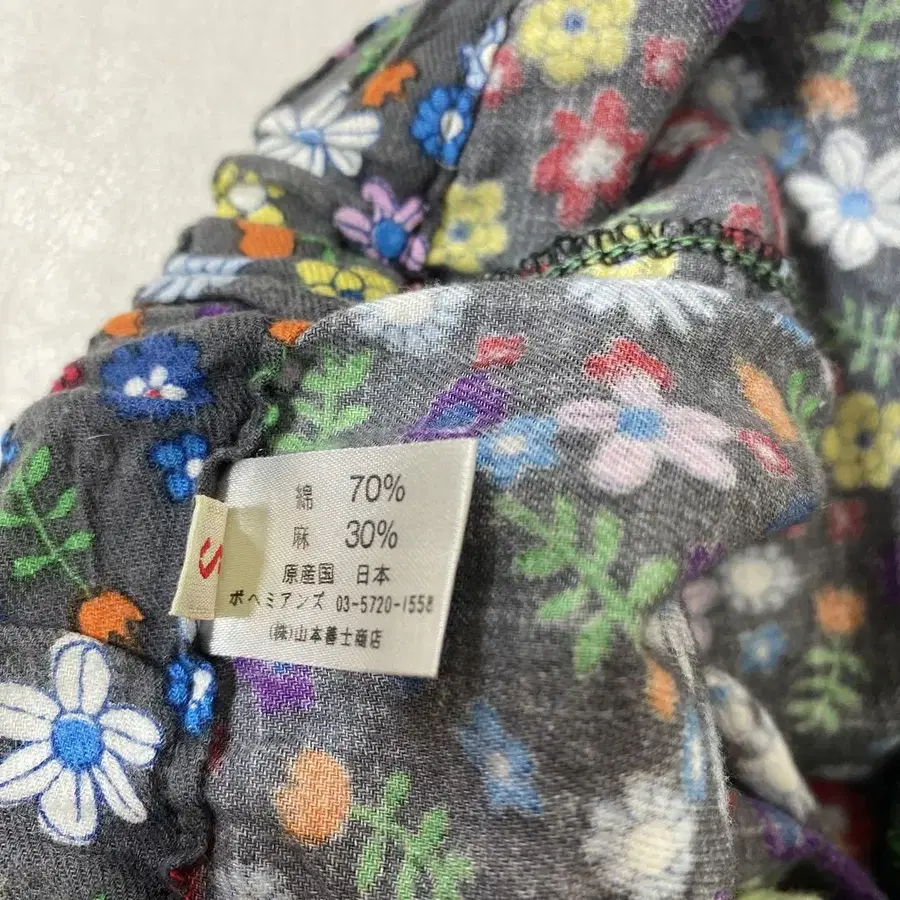 綿 70%
麻 30%
原産国 日本
ボヘミアンズ 03-5720-1558
(株)山本善士商店
S